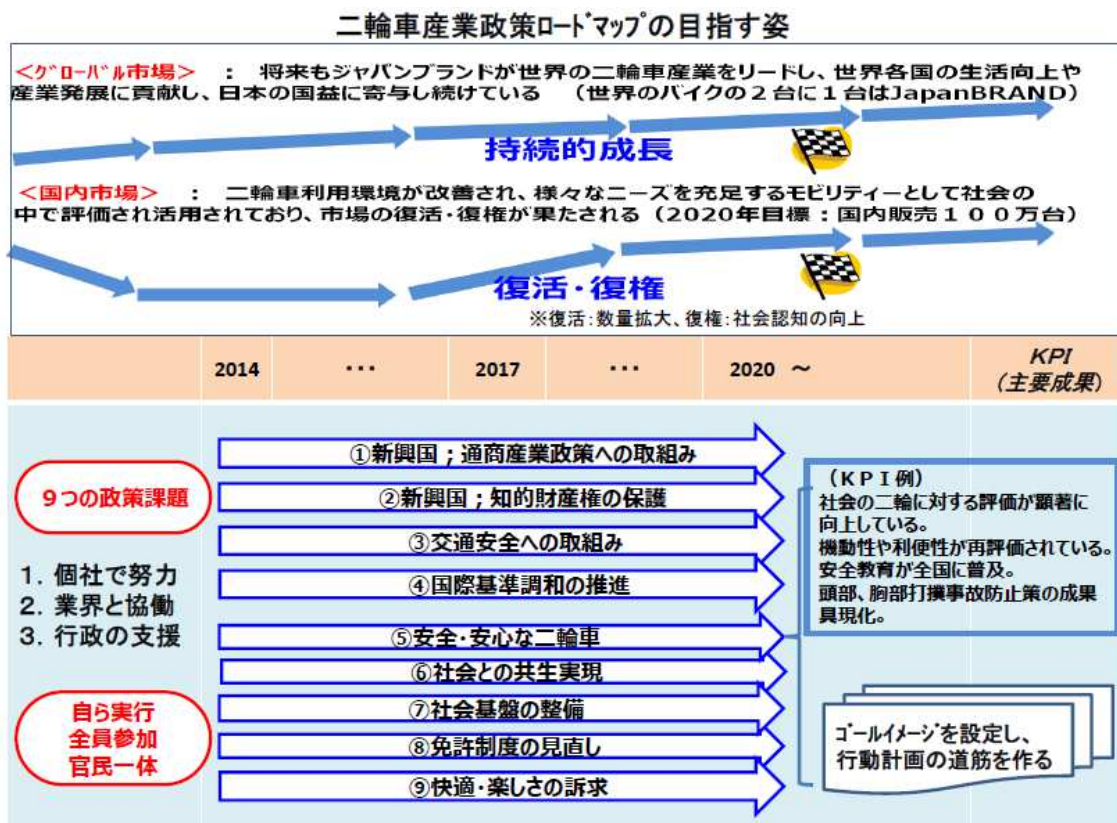 二輪車産業政策ロードマップの目指す姿
＜グローバル市場＞ ： 将来もジャパンブランドが世界の二輪車産業をリードし、世界各国の生活向上や
産業発展に貢献し、日本の国益に寄与し続けている （世界のバイクの２台に１台はJapanBRAND）
持続的成長
＜国内市場＞ ： 二輪車利用環境が改善され、様々なニーズを充足するモビリティーとして社会の
中で評価され活用されており、市場の復活・復権が果たされる（2020年目標：国内販売１００万台）
復活・復権
※復活：数量拡大、復権：社会認知の向上
2014 ･･･ 2017 ･･･ 2020 ～ KPI
（主要成果）
９つの政策課題
1. 個社で努力
2. 業界と協働
3. 行政の支援
自ら実行
全員参加
官民一体
①新興国；通商産業政策への取組み
②新興国；知的財産権の保護
③交通安全への取組み
④国際基準調和の推進
⑤安全・安心な二輪車
⑥社会との共生実現
⑦社会基盤の整備
⑧免許制度の見直し
⑨快適・楽しさの訴求
（ＫＰＩ例）
社会の二輪に対する評価が顕著に
向上している。
機動性や利便性が再評価されている。
安全教育が全国に普及。
頭部、胸部打撲事故防止策の成果
具現化。
ｺﾞｰﾙｲﾒｰｼﾞを設定し、
行動計画の道筋を作る